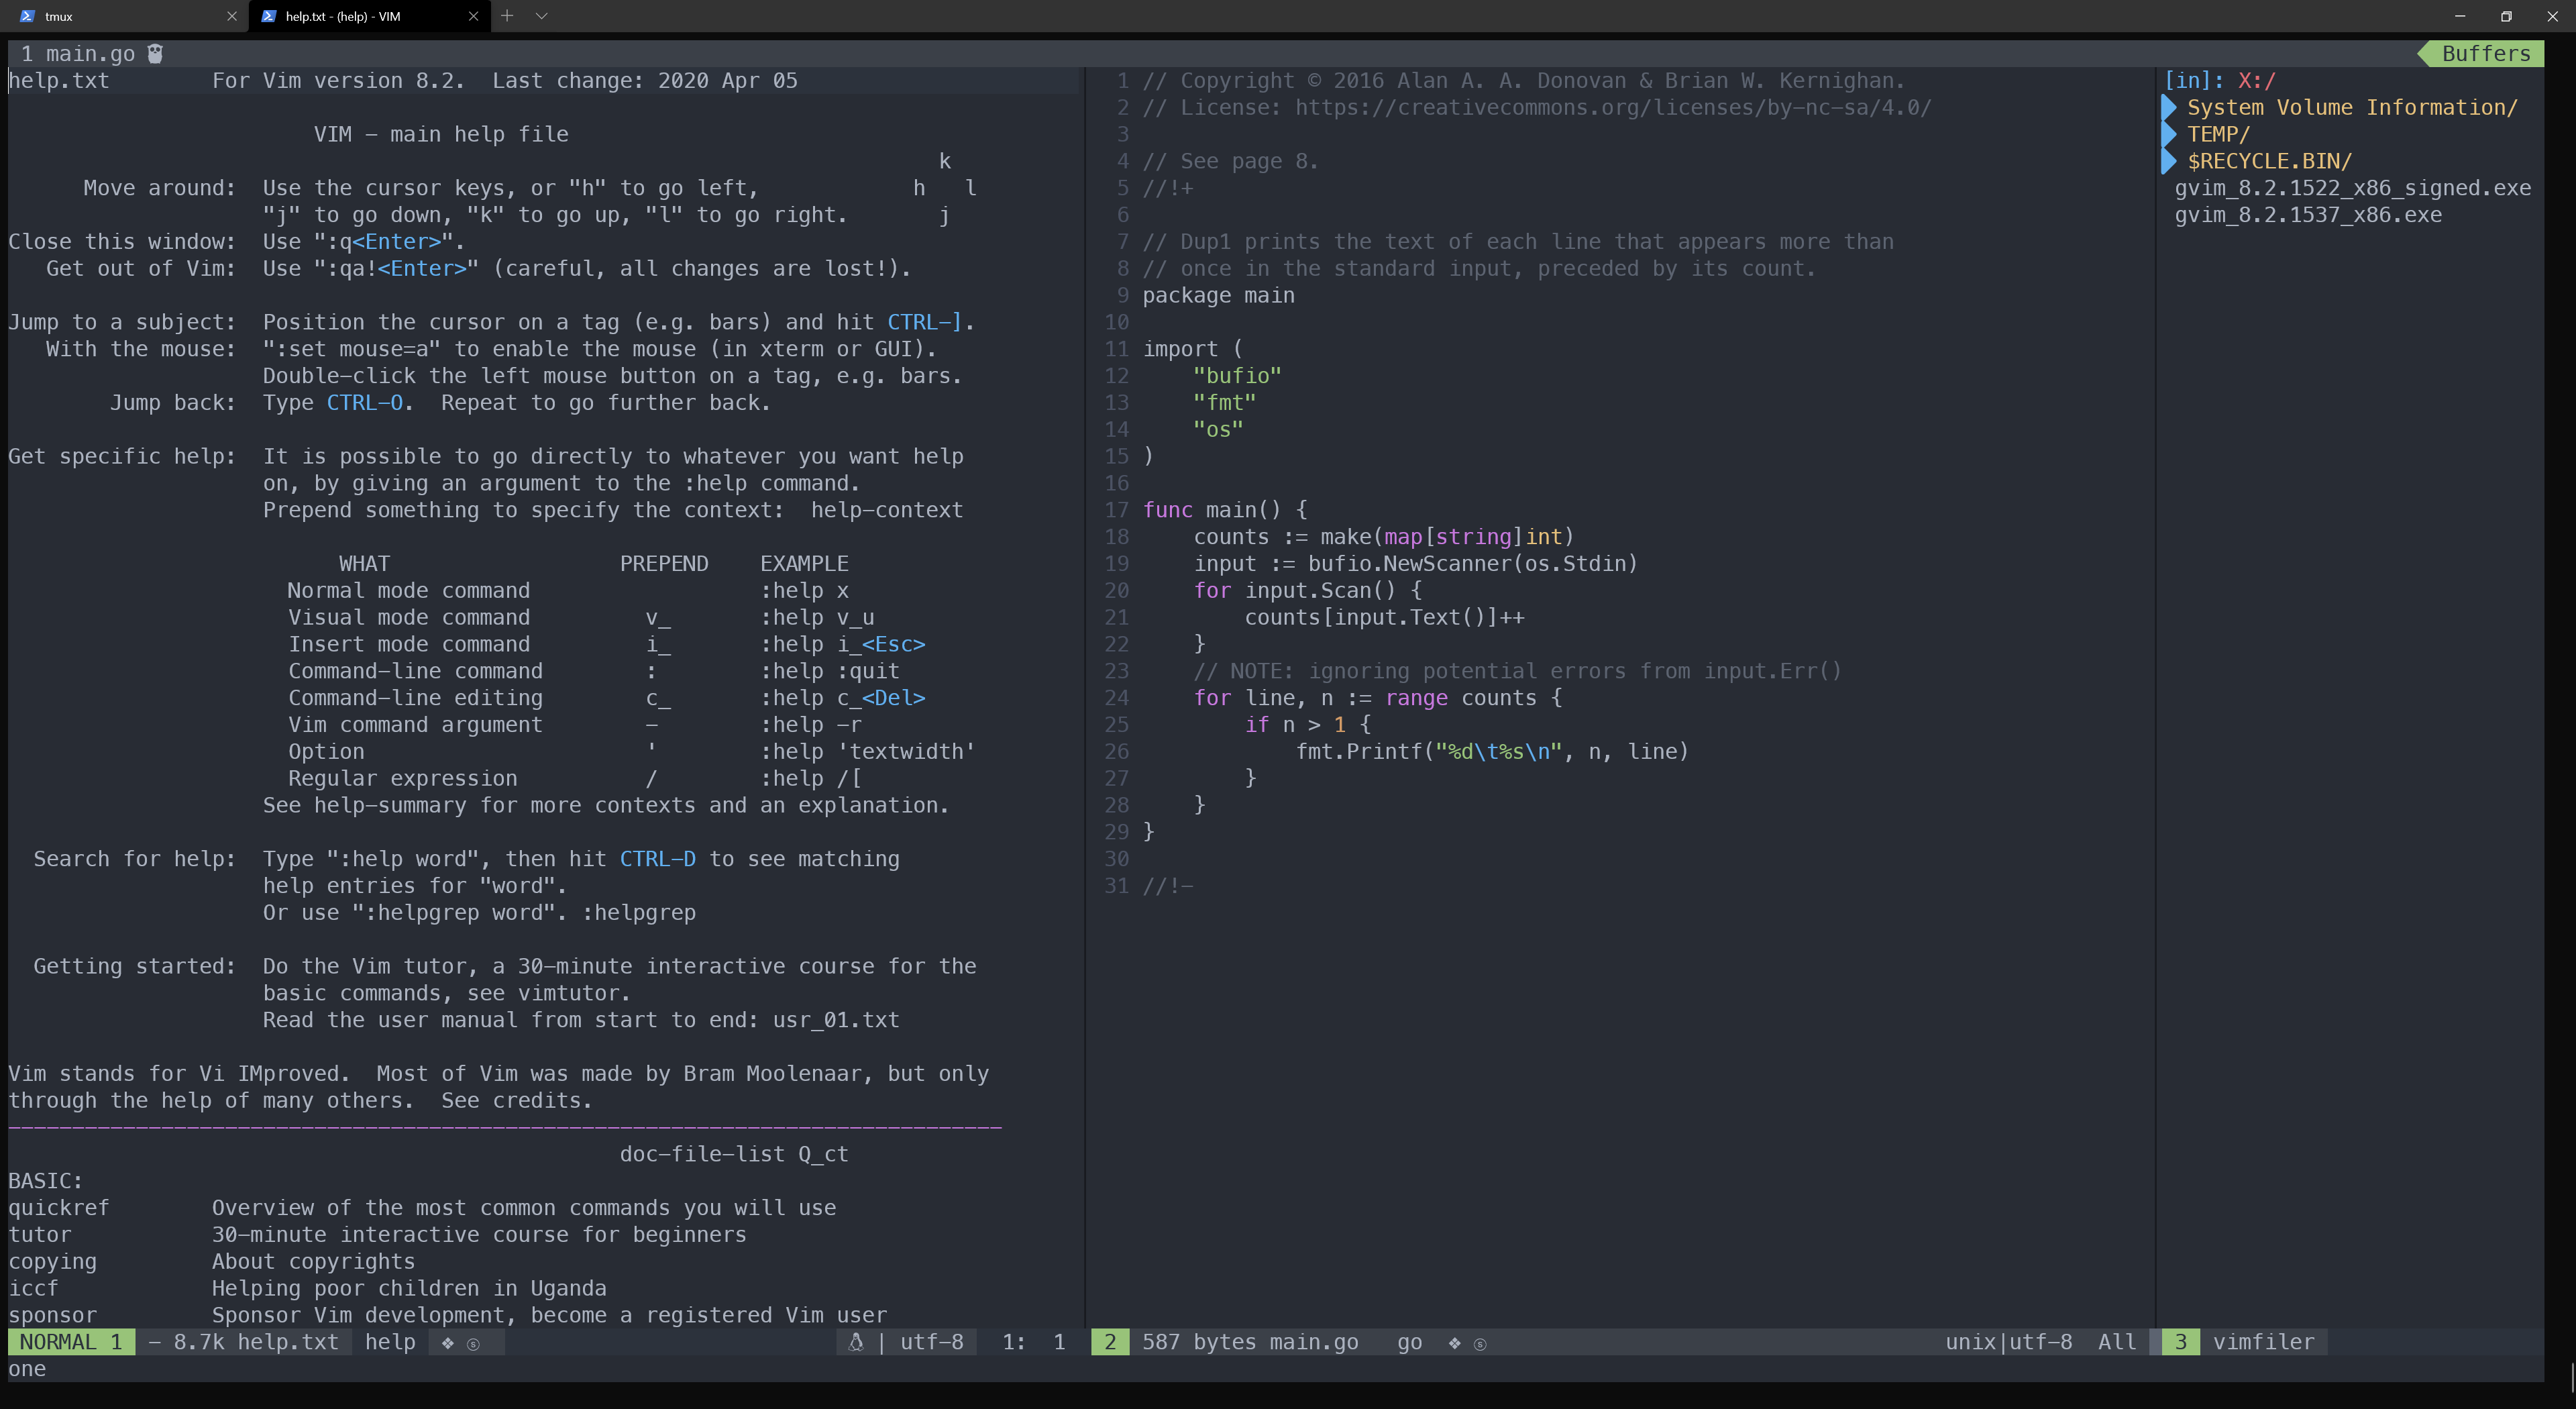 tmux
help.txt - (help) - VIM
1 main.go
Buffers
help.txt        For Vim version 8.2.  Last change: 2020 Apr 05
VIM - main help file
k
Move around:  Use the cursor keys, or "h" to go left,            h   l
"j" to go down, "k" to go up, "l" to go right.       j
Close this window:  Use ":q<Enter>".
Get out of Vim:  Use ":qa!<Enter>" (careful, all changes are lost!).
Jump to a subject:  Position the cursor on a tag (e.g. bars) and hit CTRL-].
With the mouse:  ":set mouse=a" to enable the mouse (in xterm or GUI).
Double-click the left mouse button on a tag, e.g. bars.
Jump back:  Type CTRL-O.  Repeat to go further back.
Get specific help:  It is possible to go directly to whatever you want help
on, by giving an argument to the :help command.
Prepend something to specify the context:  help-context
WHAT                  PREPEND    EXAMPLE
Normal mode command                  :help x
Visual mode command         v_       :help v_u
Insert mode command         i_       :help i_<Esc>
Command-line command        :        :help :quit
Command-line editing        c_       :help c_<Del>
Vim command argument        -        :help -r
Option                      '        :help 'textwidth'
Regular expression          /        :help /[
See help-summary for more contexts and an explanation.
Search for help:  Type ":help word", then hit CTRL-D to see matching
help entries for "word".
Or use ":helpgrep word". :helpgrep
Getting started:  Do the Vim tutor, a 30-minute interactive course for the
basic commands, see vimtutor.
Read the user manual from start to end: usr_01.txt
Vim stands for Vi IMproved.  Most of Vim was made by Bram Moolenaar, but only
through the help of many others.  See credits.
------------------------------------------------------------------------------
doc-file-list Q_ct
BASIC:
quickref        Overview of the most common commands you will use
tutor           30-minute interactive course for beginners
copying         About copyrights
iccf            Helping poor children in Uganda
sponsor         Sponsor Vim development, become a registered Vim user
NORMAL 1  - 8.7k help.txt  help  ❖ ⓢ  | utf-8   1:  1
one
1 // Copyright © 2016 Alan A. A. Donovan & Brian W. Kernighan.
2 // License: https://creativecommons.org/licenses/by-nc-sa/4.0/
3
4 // See page 8.
5 //!+
6
7 // Dup1 prints the text of each line that appears more than
8 // once in the standard input, preceded by its count.
9 package main
10
11 import (
12     "bufio"
13     "fmt"
14     "os"
15 )
16
17 func main() {
18     counts := make(map[string]int)
19     input := bufio.NewScanner(os.Stdin)
20     for input.Scan() {
21         counts[input.Text()]++
22     }
23     // NOTE: ignoring potential errors from input.Err()
24     for line, n := range counts {
25         if n > 1 {
26             fmt.Printf("%d\t%s\n", n, line)
27         }
28     }
29 }
30
31 //!-
2  587 bytes main.go   go  ❖ ⓢ   unix|utf-8  All
[in]: X:/
System Volume Information/
TEMP/
$RECYCLE.BIN/
gvim_8.2.1522_x86_signed.exe
gvim_8.2.1537_x86.exe
3  vimfiler